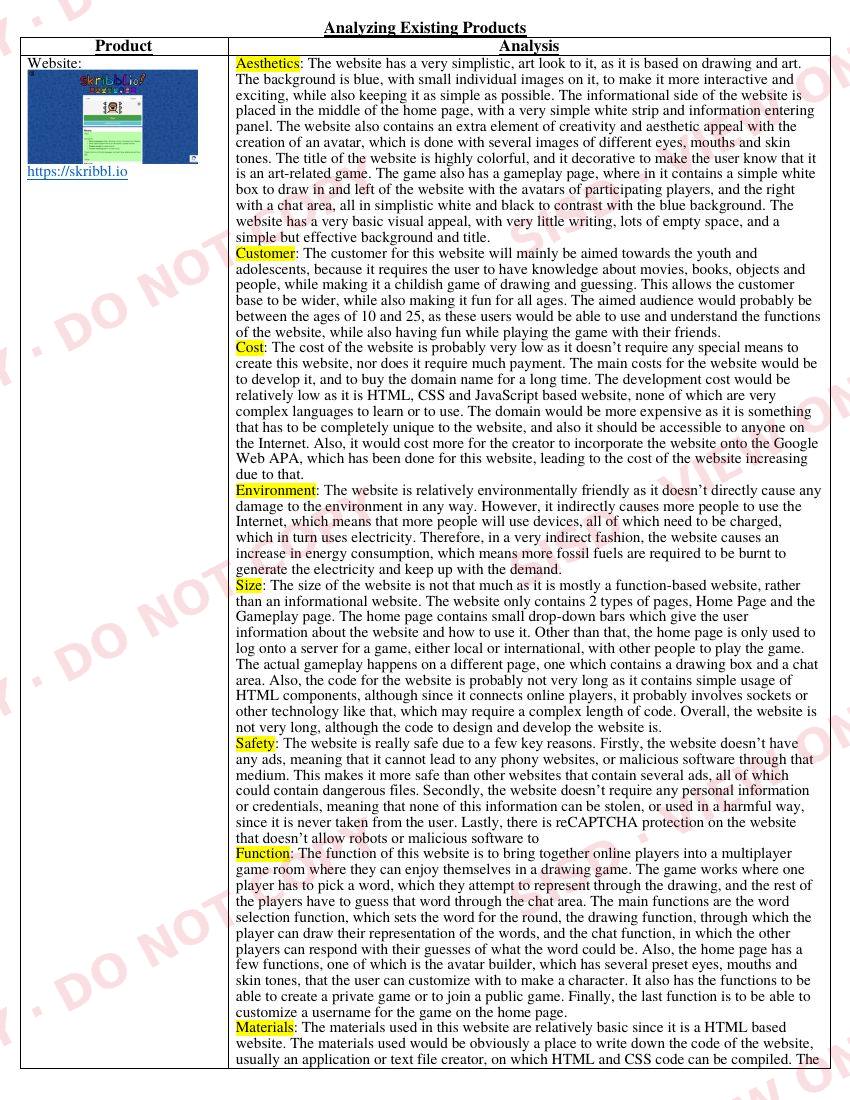 Analyzing Existing Products
Product
Analysis
Website:
skribbl.io
https://skribbl.io
Aesthetics: The website has a very simplistic, art look to it, as it is based on drawing and art.
The background is blue, with small individual images on it, to make it more interactive and
exciting, while also keeping it as simple as possible. The informational side of the website is
placed in the middle of the home page, with a very simple white strip and information entering
panel. The website also contains an extra element of creativity and aesthetic appeal with the
creation of an avatar, which is done with several images of different eyes, mouths and skin
tones. The title of the website is highly colorful, and it decorative to make the user know that it
is an art-related game. The game also has a gameplay page, where in it contains a simple white
box to draw in and left of the website with the avatars of participating players, and the right
with a chat area, all in simplistic white and black to contrast with the blue background. The
website has a very basic visual appeal, with very little writing, lots of empty space, and a
simple but effective background and title.
Customer: The customer for this website will mainly be aimed towards the youth and
adolescents, because it requires the user to have knowledge about movies, books, objects and
people, while making it a childish game of drawing and guessing. This allows the customer
base to be wider, while also making it fun for all ages. The aimed audience would probably be
between the ages of 10 and 25, as these users would be able to use and understand the functions
of the website, while also having fun while playing the game with their friends.
Cost: The cost of the website is probably very low as it doesn't require any special means to
create this website, nor does it require much payment. The main costs for the website would be
to develop it, and to buy the domain name for a long time. The development cost would be
relatively low as it is HTML, CSS and JavaScript based website, none of which are very
complex languages to learn or to use. The domain would be more expensive as it is something
that has to be completely unique to the website, and also it should be accessible to anyone on
the Internet. Also, it would cost more for the creator to incorporate the website onto the Google
Web APA, which has been done for this website, leading to the cost of the website increasing
due to that.
Environment: The website is relatively environmentally friendly as it doesn't directly cause any
damage to the environment in any way. However, it indirectly causes more people to use the
Internet, which means that more people will use devices, all of which need to be charged,
which in turn uses electricity. Therefore, in a very indirect fashion, the website causes an
increase in energy consumption, which means more fossil fuels are required to be burnt to
generate the electricity and keep up with the demand.
Size: The size of the website is not that much as it is mostly a function-based website, rather
than an informational website. The website only contains 2 types of pages, Home Page and the
Gameplay page. The home page contains small drop-down bars which give the user
information about the website and how to use it. Other than that, the home page is only used to
log onto a server for a game, either local or international, with other people to play the game.
The actual gameplay happens on a different page, one which contains a drawing box and a chat
area. Also, the code for the website is probably not very long as it contains simple usage of
HTML components, although since it connects online players, it probably involves sockets or
other technology like that, which may require a complex length of code. Overall, the website is
not very long, although the code to design and develop the website is.
Safety: The website is really safe due to a few key reasons. Firstly, the website doesn't have
any ads, meaning that it cannot lead to any phony websites, or malicious software through that
medium. This makes it more safe than other websites that contain several ads, all of which
could contain dangerous files. Secondly, the website doesn't require any personal information
or credentials, meaning that none of this information can be stolen, or used in a harmful way,
since it is never taken from the user. Lastly, there is reCAPTCHA protection on the website
that doesn't allow robots or malicious software to
Function: The function of this website is to bring together online players into a multiplayer
game room where they can enjoy themselves in a drawing game. The game works where one
player has to pick a word, which they attempt to represent through the drawing, and the rest of
the players have to guess that word through the chat area. The main functions are the word
selection function, which sets the word for the round, the drawing function, through which the
player can draw their representation of the words, and the chat function, in which the other
players can respond with their guesses of what the word could be. Also, the home page has a
few functions, one of which is the avatar builder, which has several preset eyes, mouths and
skin tones, that the user can customize with to make a character. It also has the functions to be
able to create a private game or to join a public game. Finally, the last function is to be able to
customize a username for the game on the home page.
Materials: The materials used in this website are relatively basic since it is a HTML based
website. The materials used would be obviously a place to write down the code of the website,
usually an application or text file creator, on which HTML and CSS code can be compiled. The
SISD · VIEW ON
DO NOT COPY